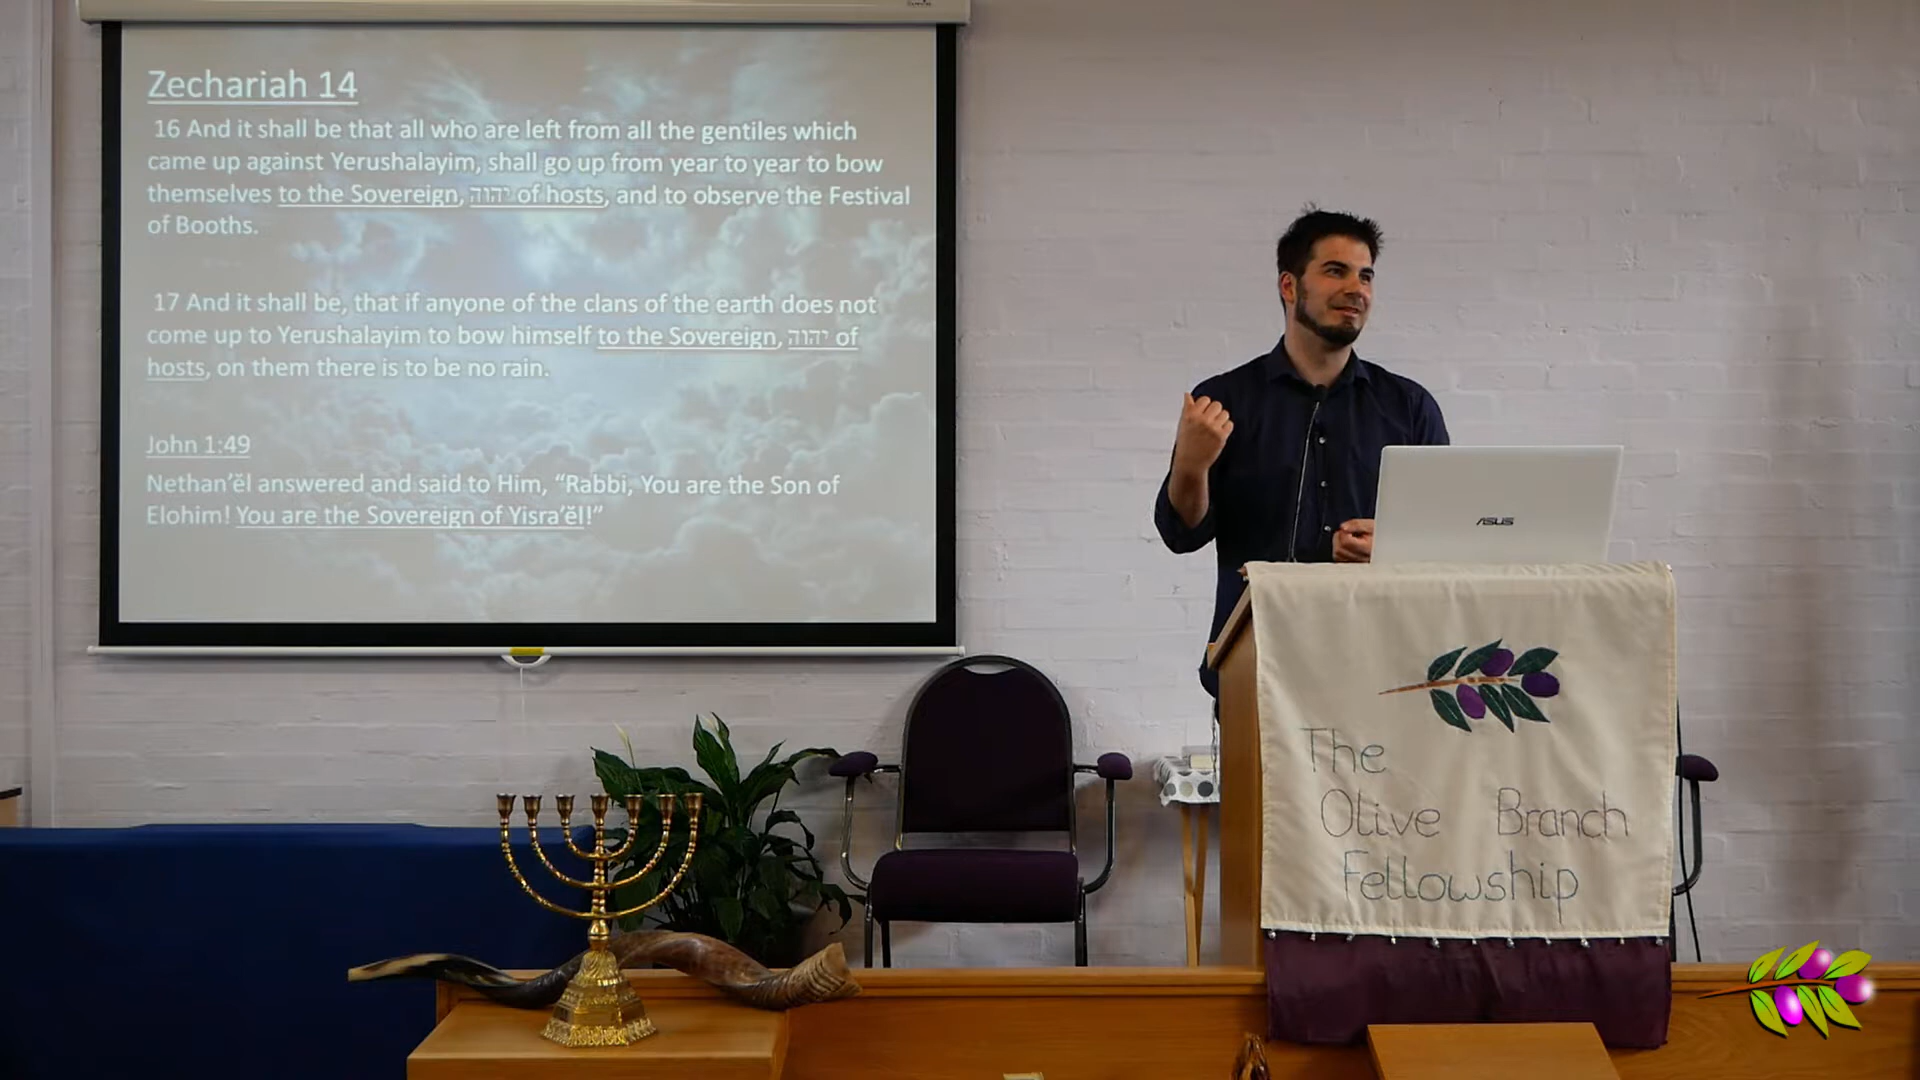 Zechariah 14
16 And it shall be that all who are left from all the gentiles which
came up against Yerushalayim, shall go up from year to year to bow
themselves to the Sovereign, יהוה of hosts, and to observe the Festival
of Booths.
17 And it shall be, that if anyone of the clans of the earth does not
come up to Yerushalayim to bow himself to the Sovereign, יהוה of
hosts, on them there is to be no rain.
John 1:49
Nethan’ĕl answered and said to Him, “Rabbi, You are the Son of
Elohim! You are the Sovereign of Yisra’ĕl!”
ASUS
The
Olive Branch
Fellowship